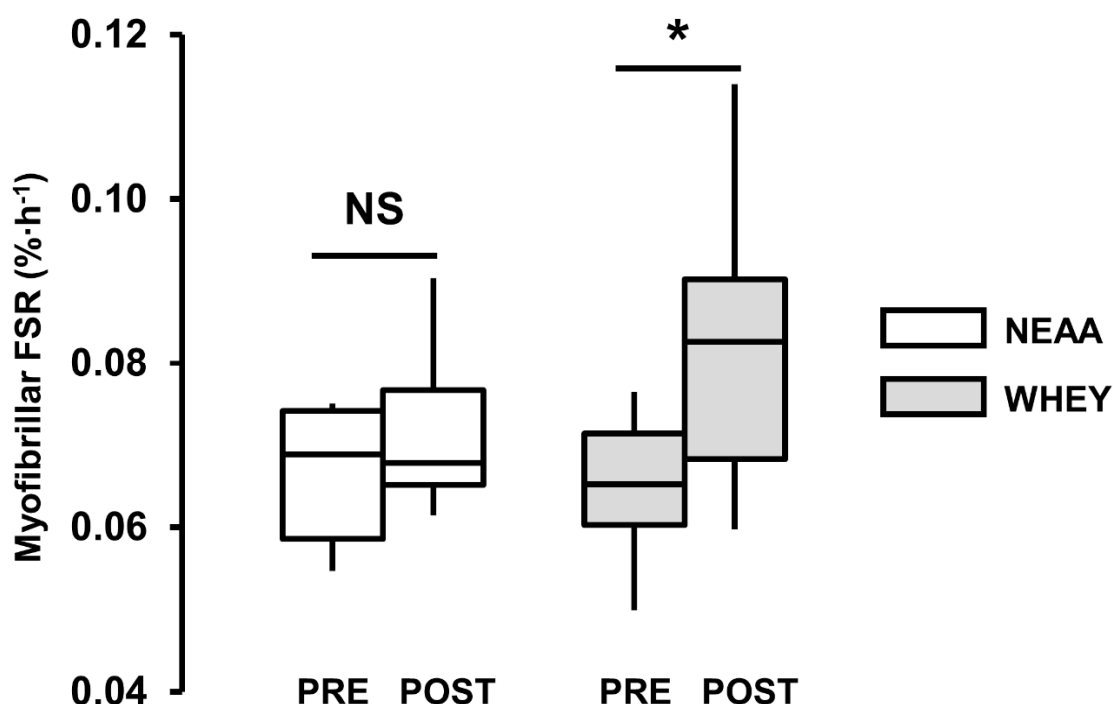 Myofibrillar FSR (%·h⁻¹)
0.12
0.10
0.08
0.06
0.04
NS
*
PRE POST PRE POST
NEAA
WHEY